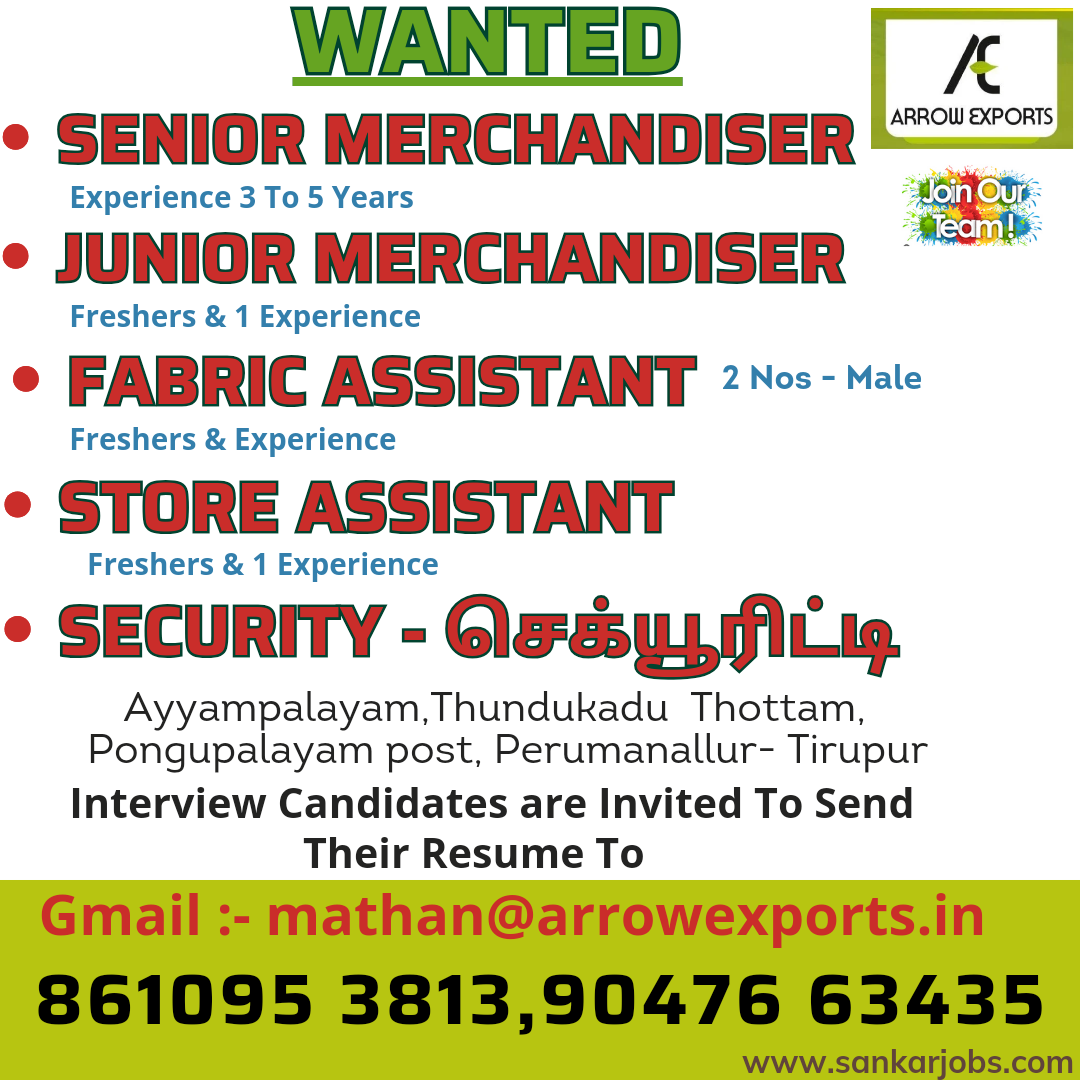 WANTED
ARROW EXPORTS
• SENIOR MERCHANDISER
Experience 3 To 5 Years
Join Our
Team!
• JUNIOR MERCHANDISER
Freshers & 1 Experience
• FABRIC ASSISTANT 2 Nos - Male
Freshers & Experience
• STORE ASSISTANT
Freshers & 1 Experience
• SECURITY - செக்யூரிட்டி
Ayyampalayam,Thundukadu Thottam,
Pongupalayam post, Perumanallur- Tirupur
Interview Candidates are Invited To Send
Their Resume To
Gmail :- mathan@arrowexports.in
861095 3813,90476 63435
www.sankarjobs.com